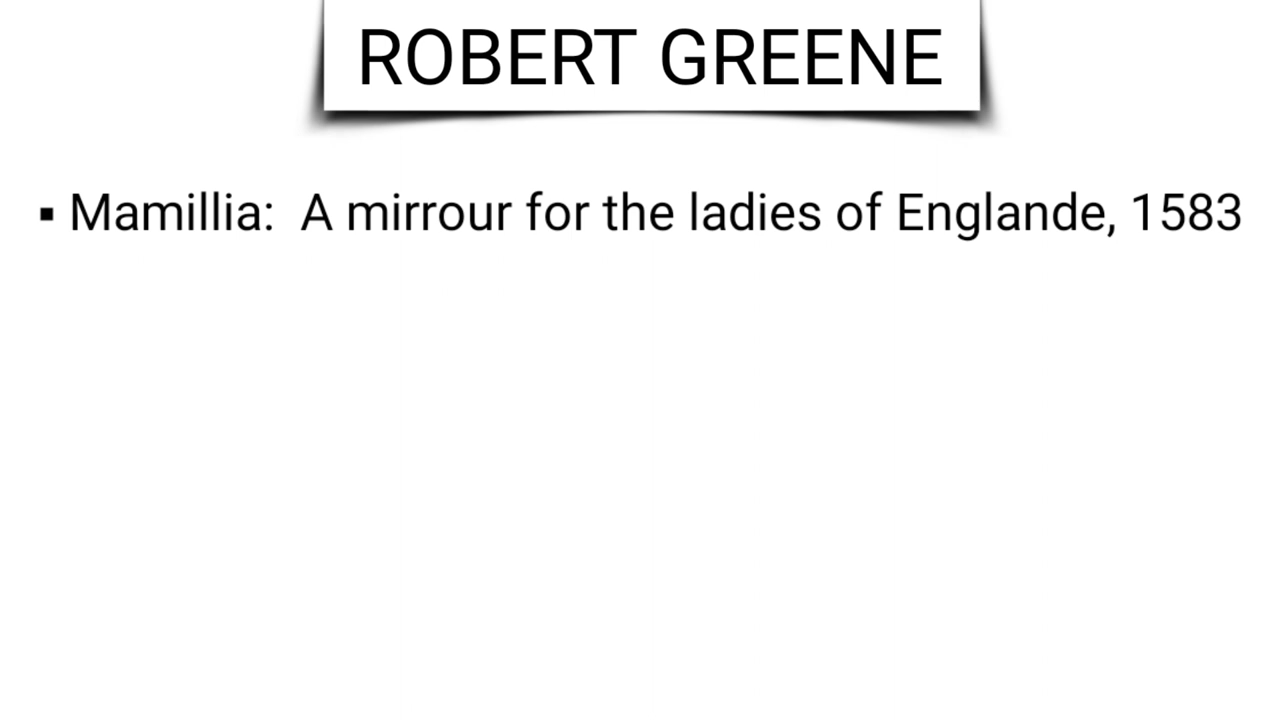 ROBERT GREENE
▪ Mamillia:  A mirrour for the ladies of Englande, 1583